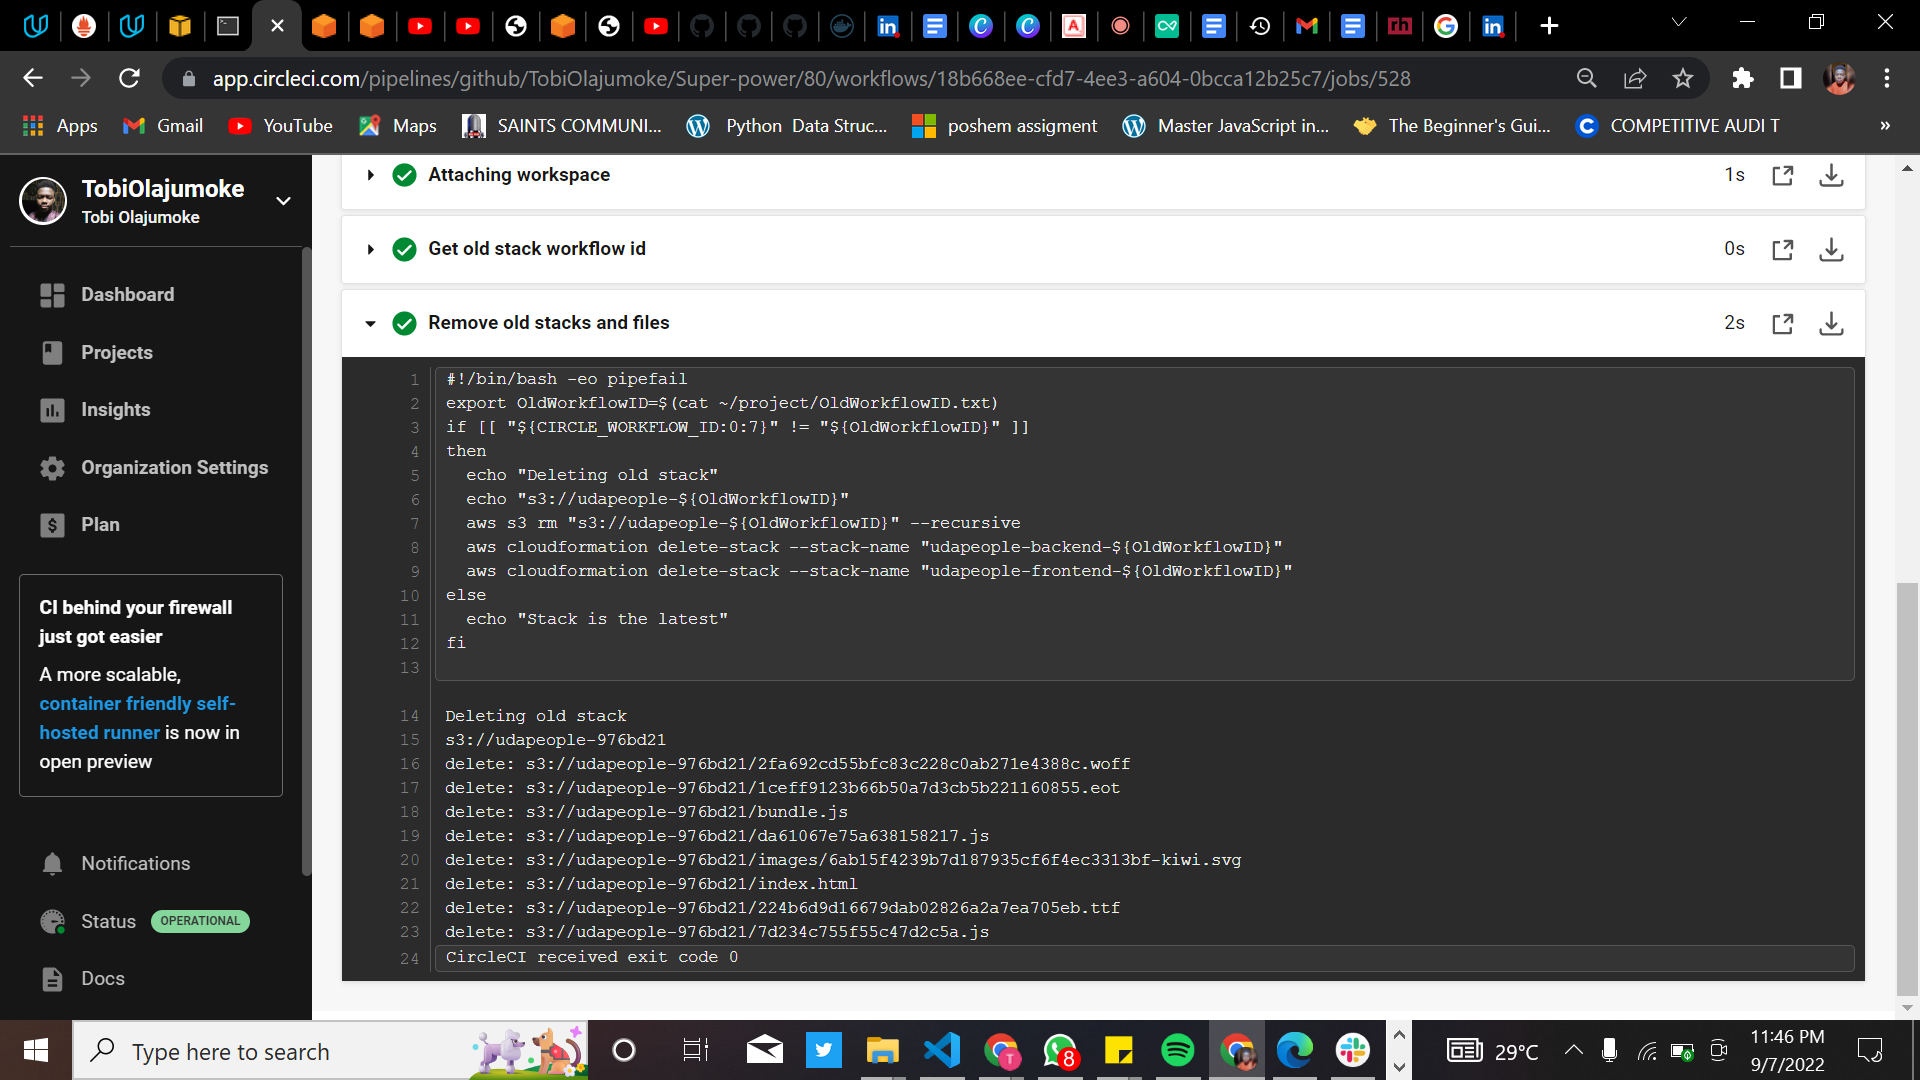 app.circleci.com/pipelines/github/TobiOlajumoke/Super-power/80/workflows/18b668ee-cfd7-4ee3-a604-0bcca12b25c7/jobs/528
Apps Gmail YouTube Maps SAINTS COMMUNI... Python Data Struc... poshem assigment Master JavaScript in... The Beginner's Gui... COMPETITIVE AUDI T »
TobiOlajumoke
Tobi Olajumoke
Dashboard
Projects
Insights
Organization Settings
Plan
CI behind your firewall
just got easier
A more scalable,
container friendly self-
hosted runner is now in
open preview
Notifications
Status OPERATIONAL
Docs
Attaching workspace 1s
Get old stack workflow id 0s
Remove old stacks and files 2s
1 #!/bin/bash -eo pipefail
2 export OldWorkflowID=$(cat ~/project/OldWorkflowID.txt)
3 if [[ "${CIRCLE_WORKFLOW_ID:0:7}" != "${OldWorkflowID}" ]]
4 then
5 echo "Deleting old stack"
6 echo "s3://udapeople-${OldWorkflowID}"
7 aws s3 rm "s3://udapeople-${OldWorkflowID}" --recursive
8 aws cloudformation delete-stack --stack-name "udapeople-backend-${OldWorkflowID}"
9 aws cloudformation delete-stack --stack-name "udapeople-frontend-${OldWorkflowID}"
10 else
11 echo "Stack is the latest"
12 fi
13
14 Deleting old stack
15 s3://udapeople-976bd21
16 delete: s3://udapeople-976bd21/2fa692cd55bfc83c228c0ab271e4388c.woff
17 delete: s3://udapeople-976bd21/1ceff9123b66b50a7d3cb5b221160855.eot
18 delete: s3://udapeople-976bd21/bundle.js
19 delete: s3://udapeople-976bd21/da61067e75a638158217.js
20 delete: s3://udapeople-976bd21/images/6ab15f4239b7d187935cf6f4ec3313bf-kiwi.svg
21 delete: s3://udapeople-976bd21/index.html
22 delete: s3://udapeople-976bd21/224b6d9d16679dab02826a2a7ea705eb.ttf
23 delete: s3://udapeople-976bd21/7d234c755f55c47d2c5a.js
24 CircleCI received exit code 0
Type here to search
8
29°C
11:46 PM
9/7/2022